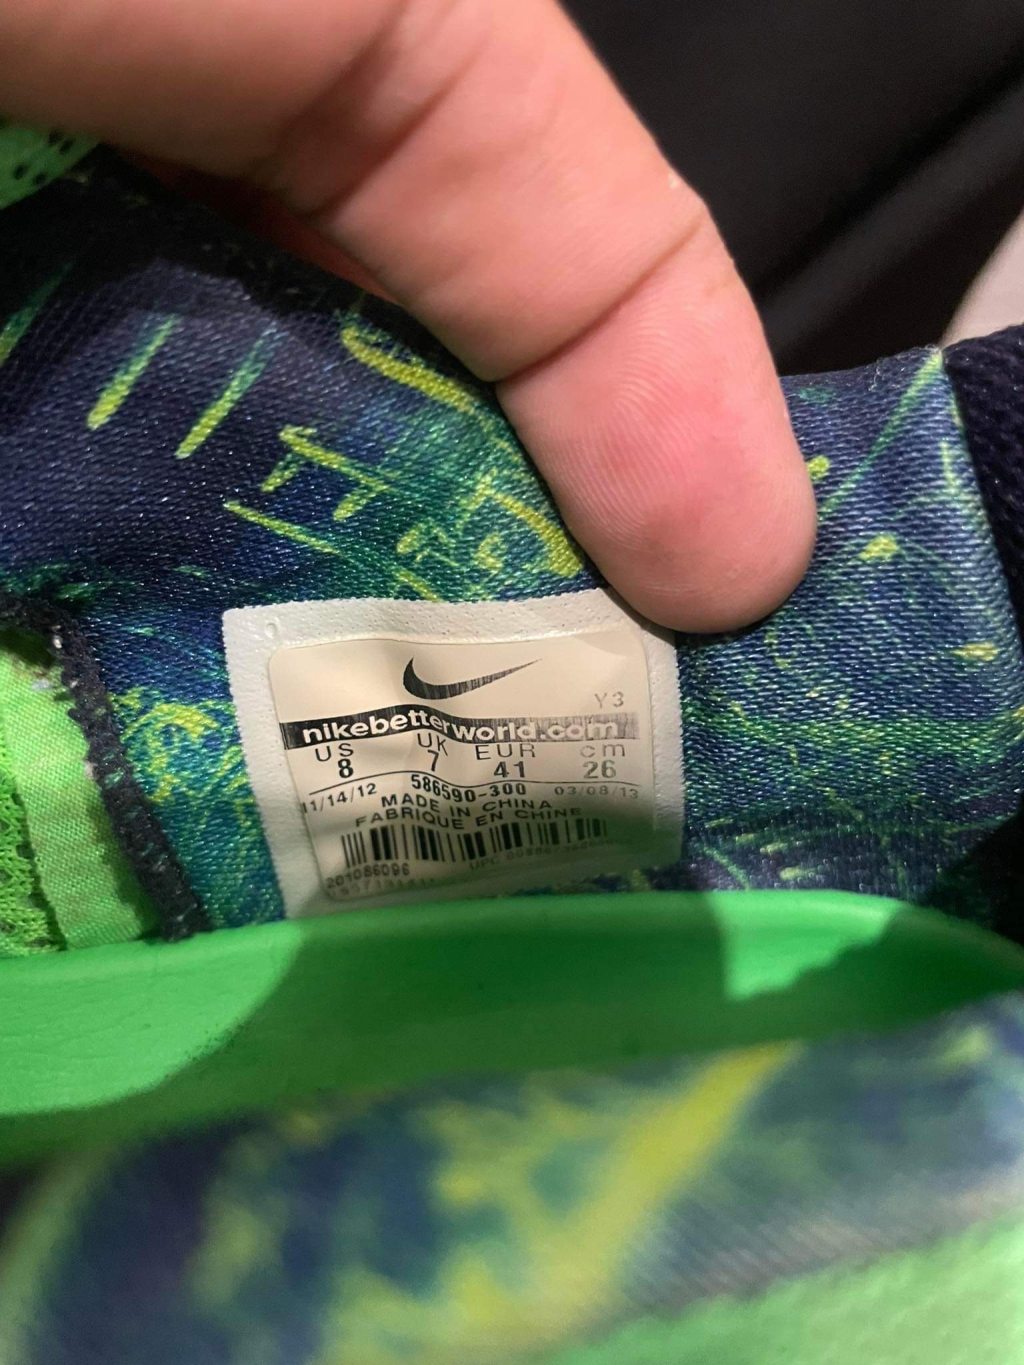 Y3
nikebetterworld.com
US UK EUR cm
8 7 41 26
11/14/12 586590-300 03/08/13
MADE IN CHINA
FABRIQUE EN CHINE
201086096
UPC